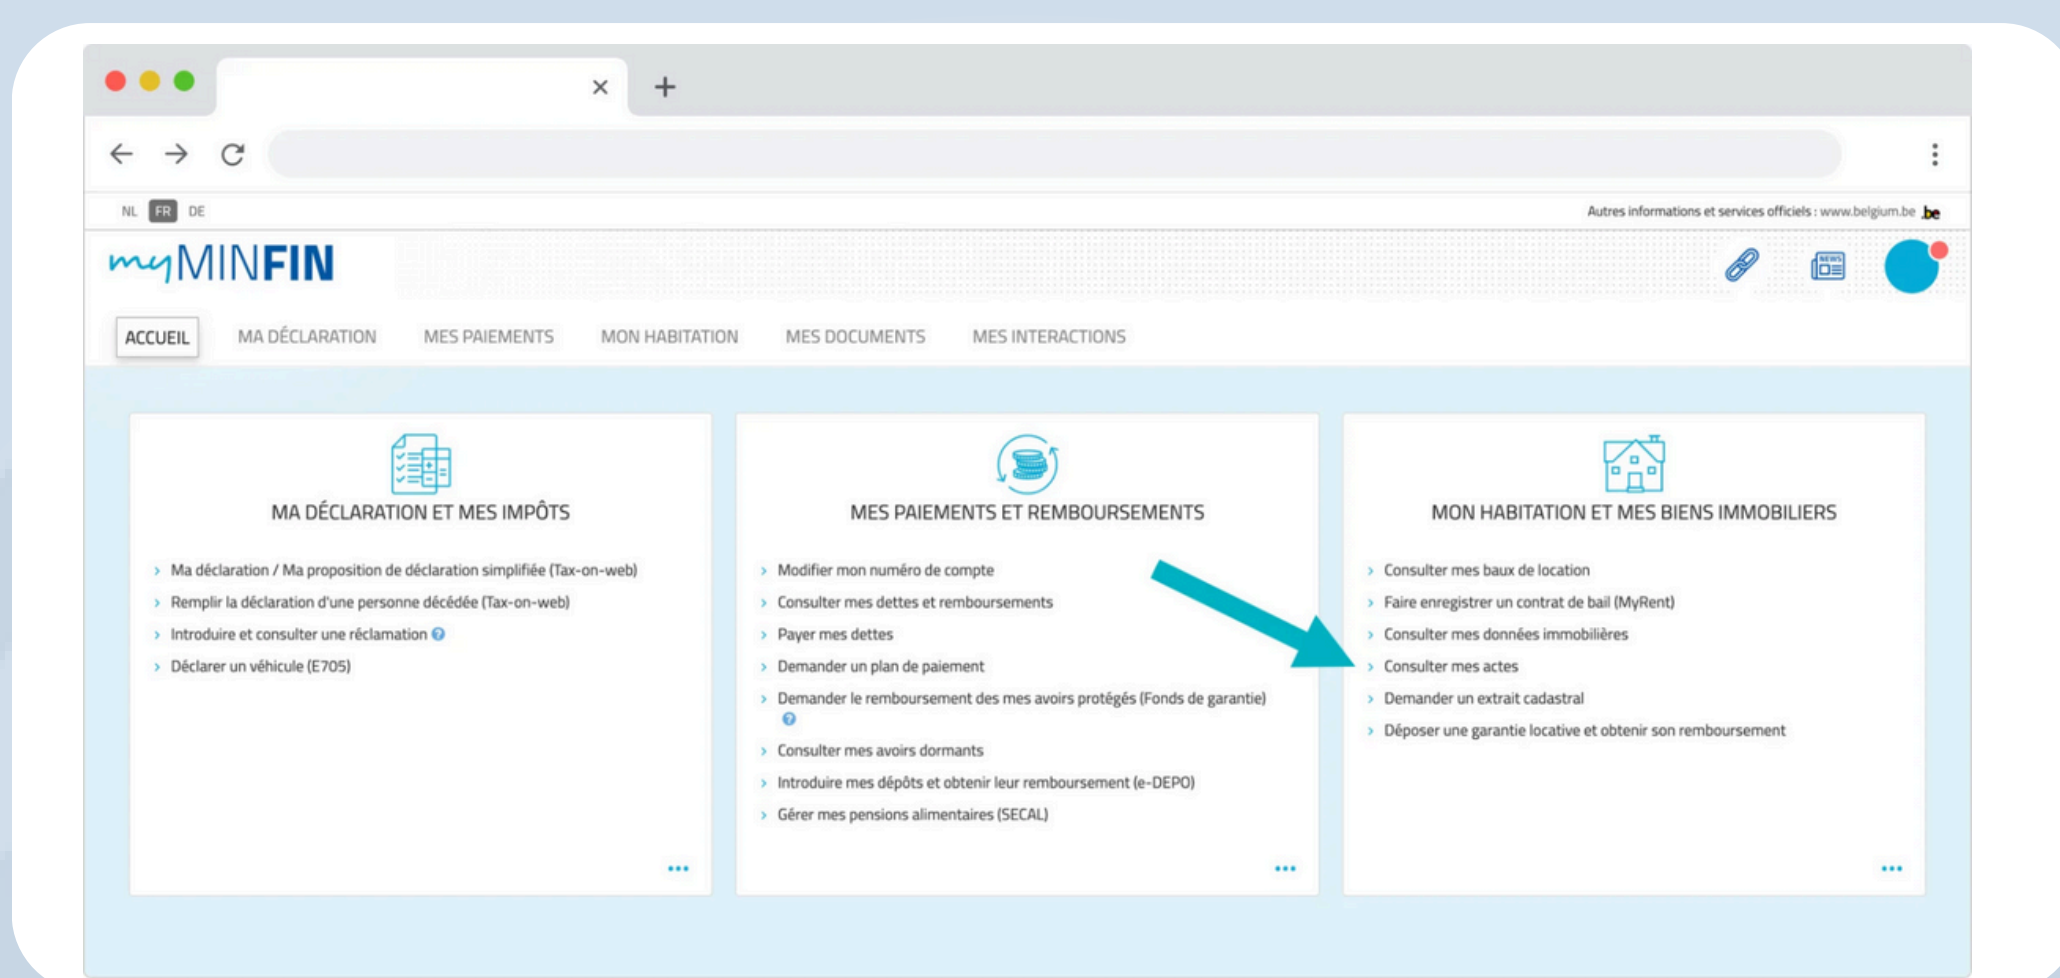 NL FR DE
Autres informations et services officiels : www.belgium.be .be
myMINFIN
NEWS
ACCUEIL MA DÉCLARATION MES PAIEMENTS MON HABITATION MES DOCUMENTS MES INTERACTIONS
MA DÉCLARATION ET MES IMPÔTS
Ma déclaration / Ma proposition de déclaration simplifiée (Tax-on-web)
Remplir la déclaration d'une personne décédée (Tax-on-web)
Introduire et consulter une réclamation ?
Déclarer un véhicule (E705)
MES PAIEMENTS ET REMBOURSEMENTS
Modifier mon numéro de compte
Consulter mes dettes et remboursements
Payer mes dettes
Demander un plan de paiement
Demander le remboursement des mes avoirs protégés (Fonds de garantie)
?
Consulter mes avoirs dormants
Introduire mes dépôts et obtenir leur remboursement (e-DEPO)
Gérer mes pensions alimentaires (SECAL)
MON HABITATION ET MES BIENS IMMOBILIERS
Consulter mes baux de location
Faire enregistrer un contrat de bail (MyRent)
Consulter mes données immobilières
Consulter mes actes
Demander un extrait cadastral
Déposer une garantie locative et obtenir son remboursement